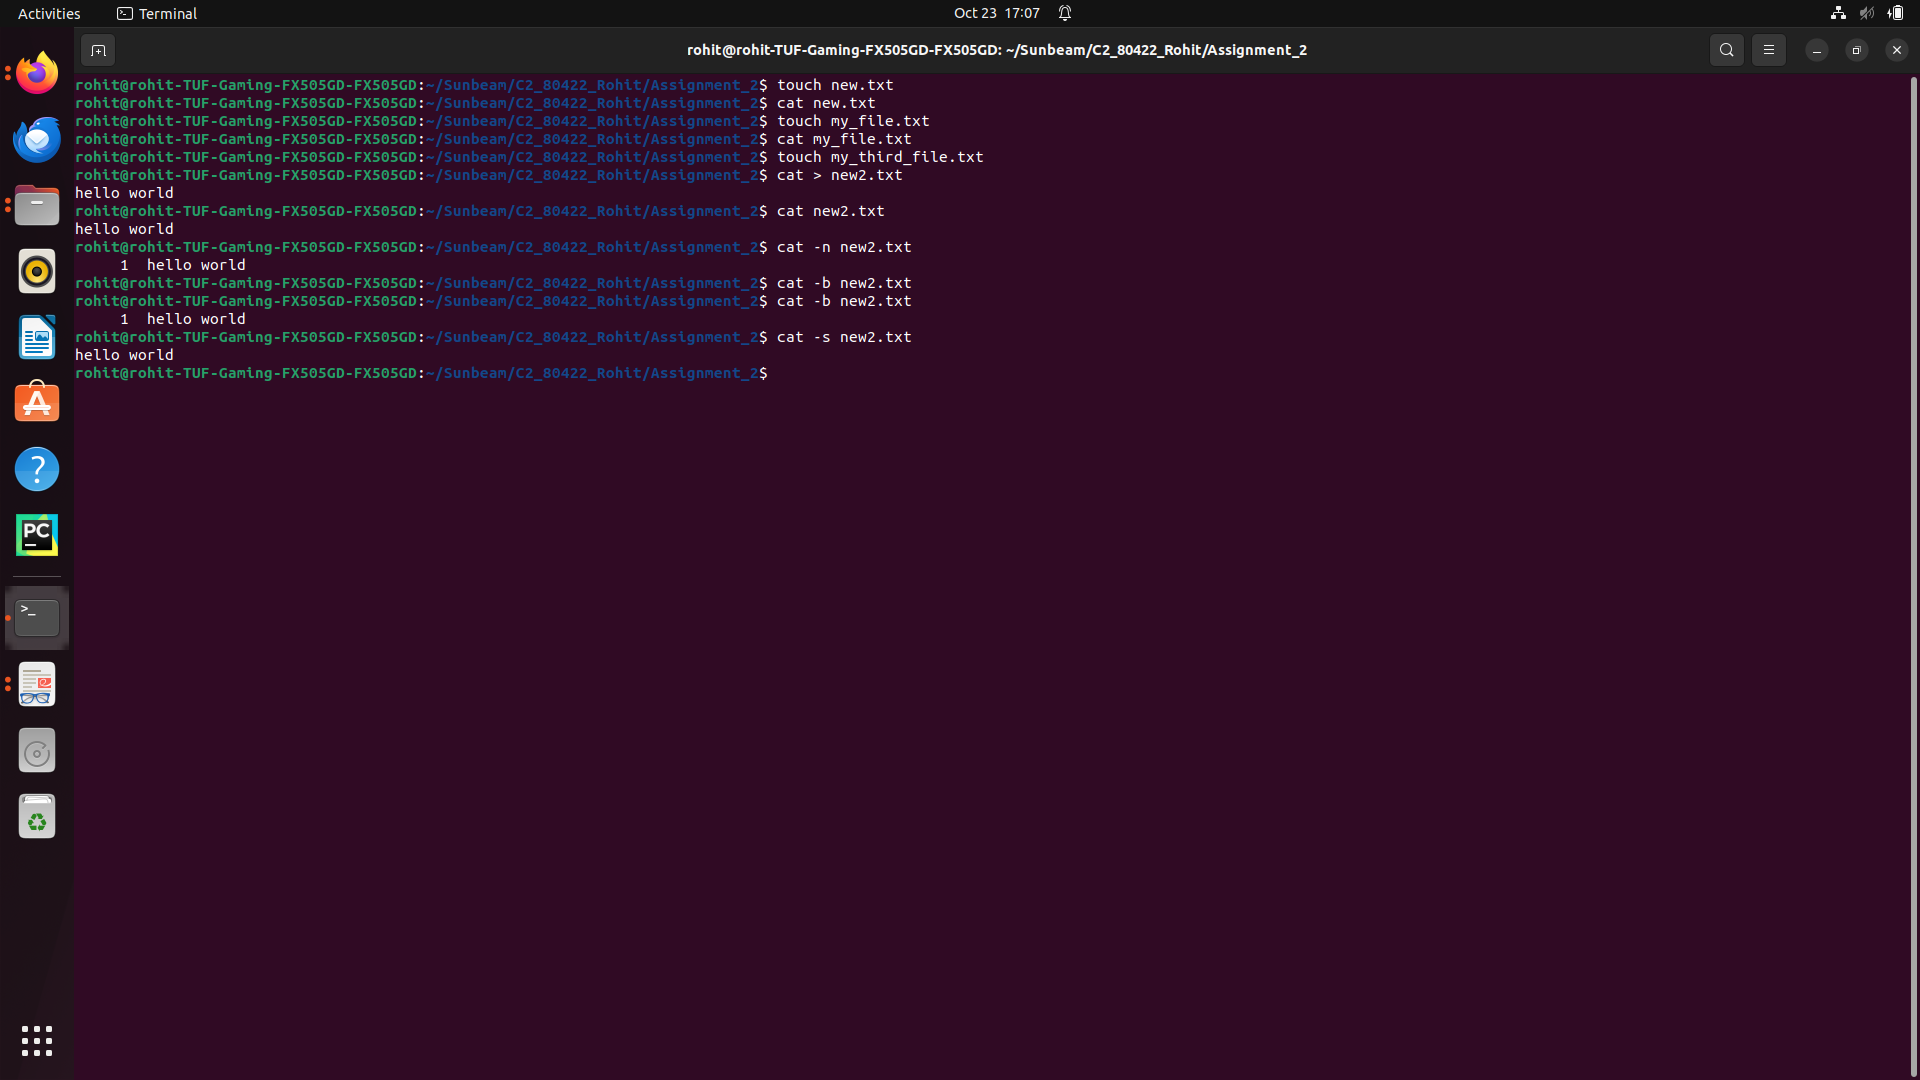 Activities Terminal Oct 23 17:07
rohit@rohit-TUF-Gaming-FX505GD-FX505GD: ~/Sunbeam/C2_80422_Rohit/Assignment_2
rohit@rohit-TUF-Gaming-FX505GD-FX505GD:~/Sunbeam/C2_80422_Rohit/Assignment_2$ touch new.txt
rohit@rohit-TUF-Gaming-FX505GD-FX505GD:~/Sunbeam/C2_80422_Rohit/Assignment_2$ cat new.txt
rohit@rohit-TUF-Gaming-FX505GD-FX505GD:~/Sunbeam/C2_80422_Rohit/Assignment_2$ touch my_file.txt
rohit@rohit-TUF-Gaming-FX505GD-FX505GD:~/Sunbeam/C2_80422_Rohit/Assignment_2$ cat my_file.txt
rohit@rohit-TUF-Gaming-FX505GD-FX505GD:~/Sunbeam/C2_80422_Rohit/Assignment_2$ touch my_third_file.txt
rohit@rohit-TUF-Gaming-FX505GD-FX505GD:~/Sunbeam/C2_80422_Rohit/Assignment_2$ cat > new2.txt
hello world
rohit@rohit-TUF-Gaming-FX505GD-FX505GD:~/Sunbeam/C2_80422_Rohit/Assignment_2$ cat new2.txt
hello world
rohit@rohit-TUF-Gaming-FX505GD-FX505GD:~/Sunbeam/C2_80422_Rohit/Assignment_2$ cat -n new2.txt
     1  hello world
rohit@rohit-TUF-Gaming-FX505GD-FX505GD:~/Sunbeam/C2_80422_Rohit/Assignment_2$ cat -b new2.txt
rohit@rohit-TUF-Gaming-FX505GD-FX505GD:~/Sunbeam/C2_80422_Rohit/Assignment_2$ cat -b new2.txt
     1  hello world
rohit@rohit-TUF-Gaming-FX505GD-FX505GD:~/Sunbeam/C2_80422_Rohit/Assignment_2$ cat -s new2.txt
hello world
rohit@rohit-TUF-Gaming-FX505GD-FX505GD:~/Sunbeam/C2_80422_Rohit/Assignment_2$
?
PC
>_